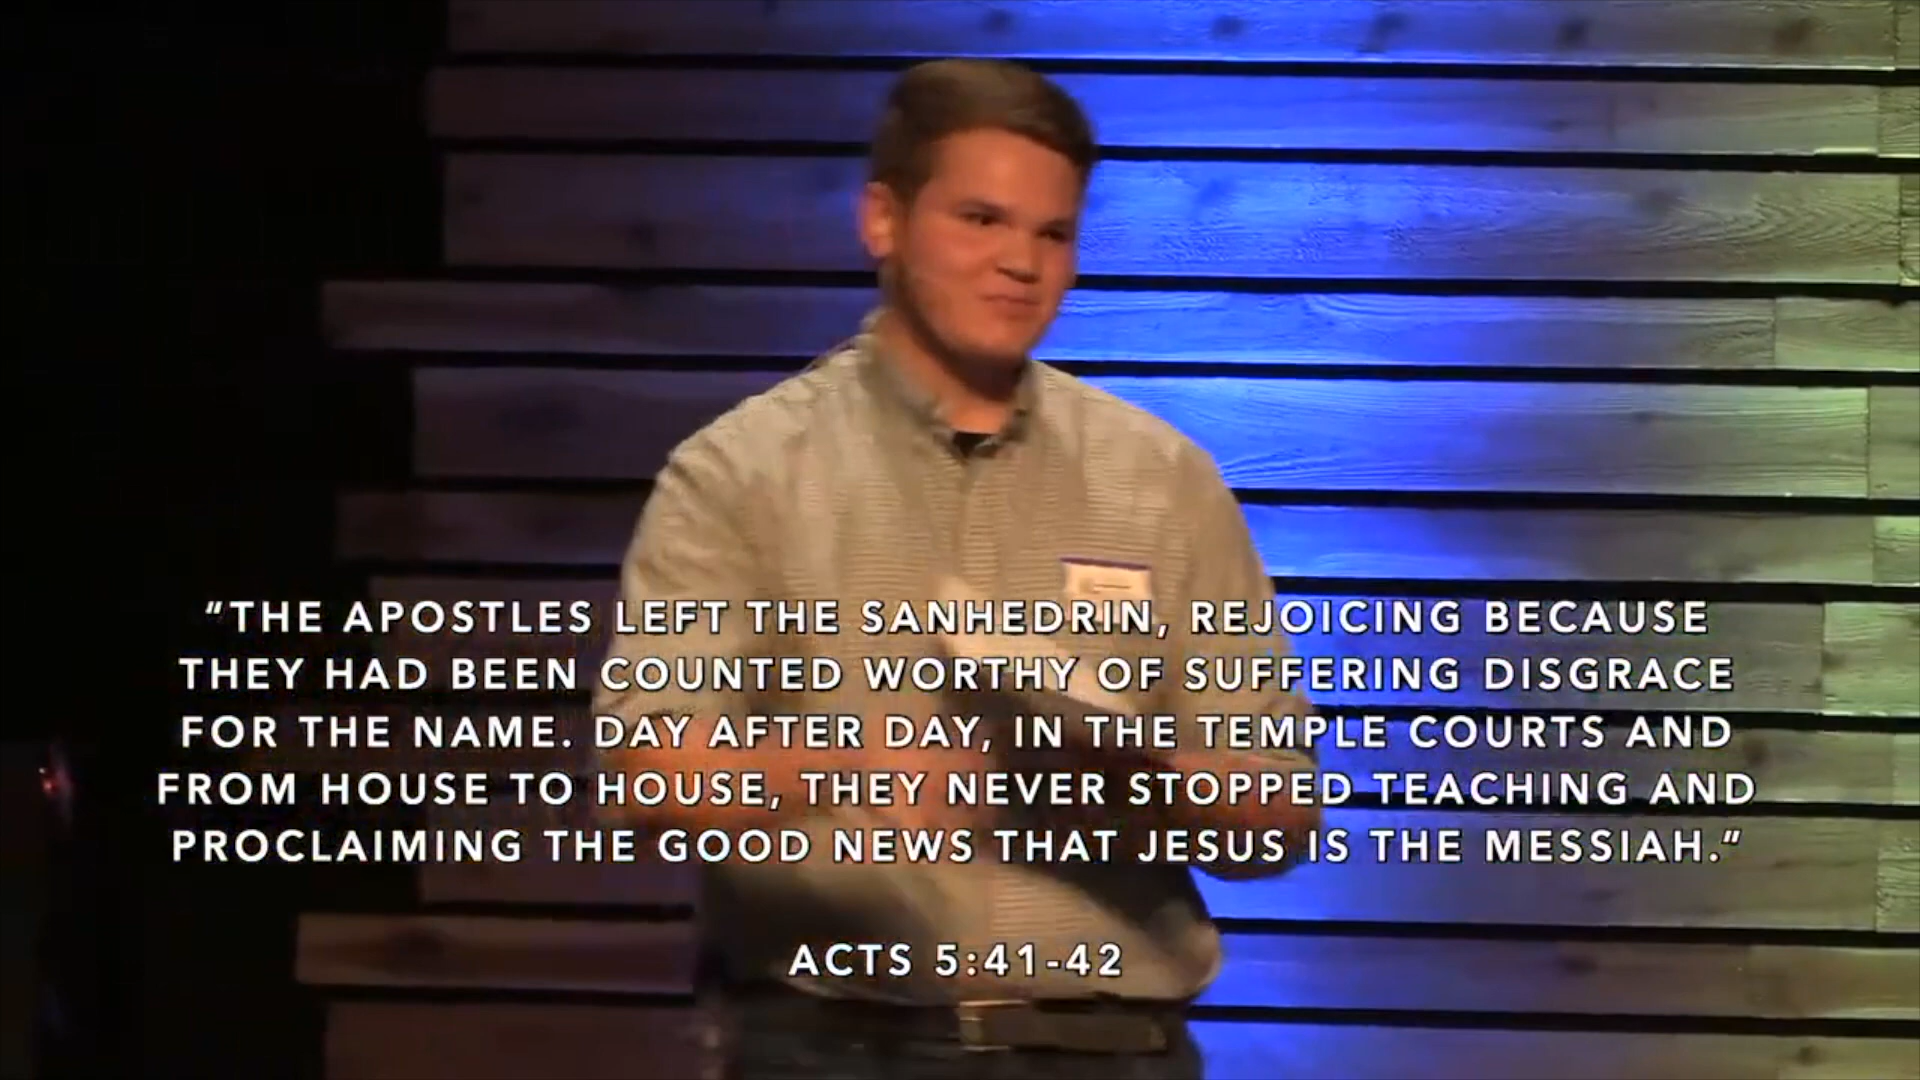 “THE APOSTLES LEFT THE SANHEDRIN, REJOICING BECAUSE
THEY HAD BEEN COUNTED WORTHY OF SUFFERING DISGRACE
FOR THE NAME. DAY AFTER DAY, IN THE TEMPLE COURTS AND
FROM HOUSE TO HOUSE, THEY NEVER STOPPED TEACHING AND
PROCLAIMING THE GOOD NEWS THAT JESUS IS THE MESSIAH.”
ACTS 5:41-42